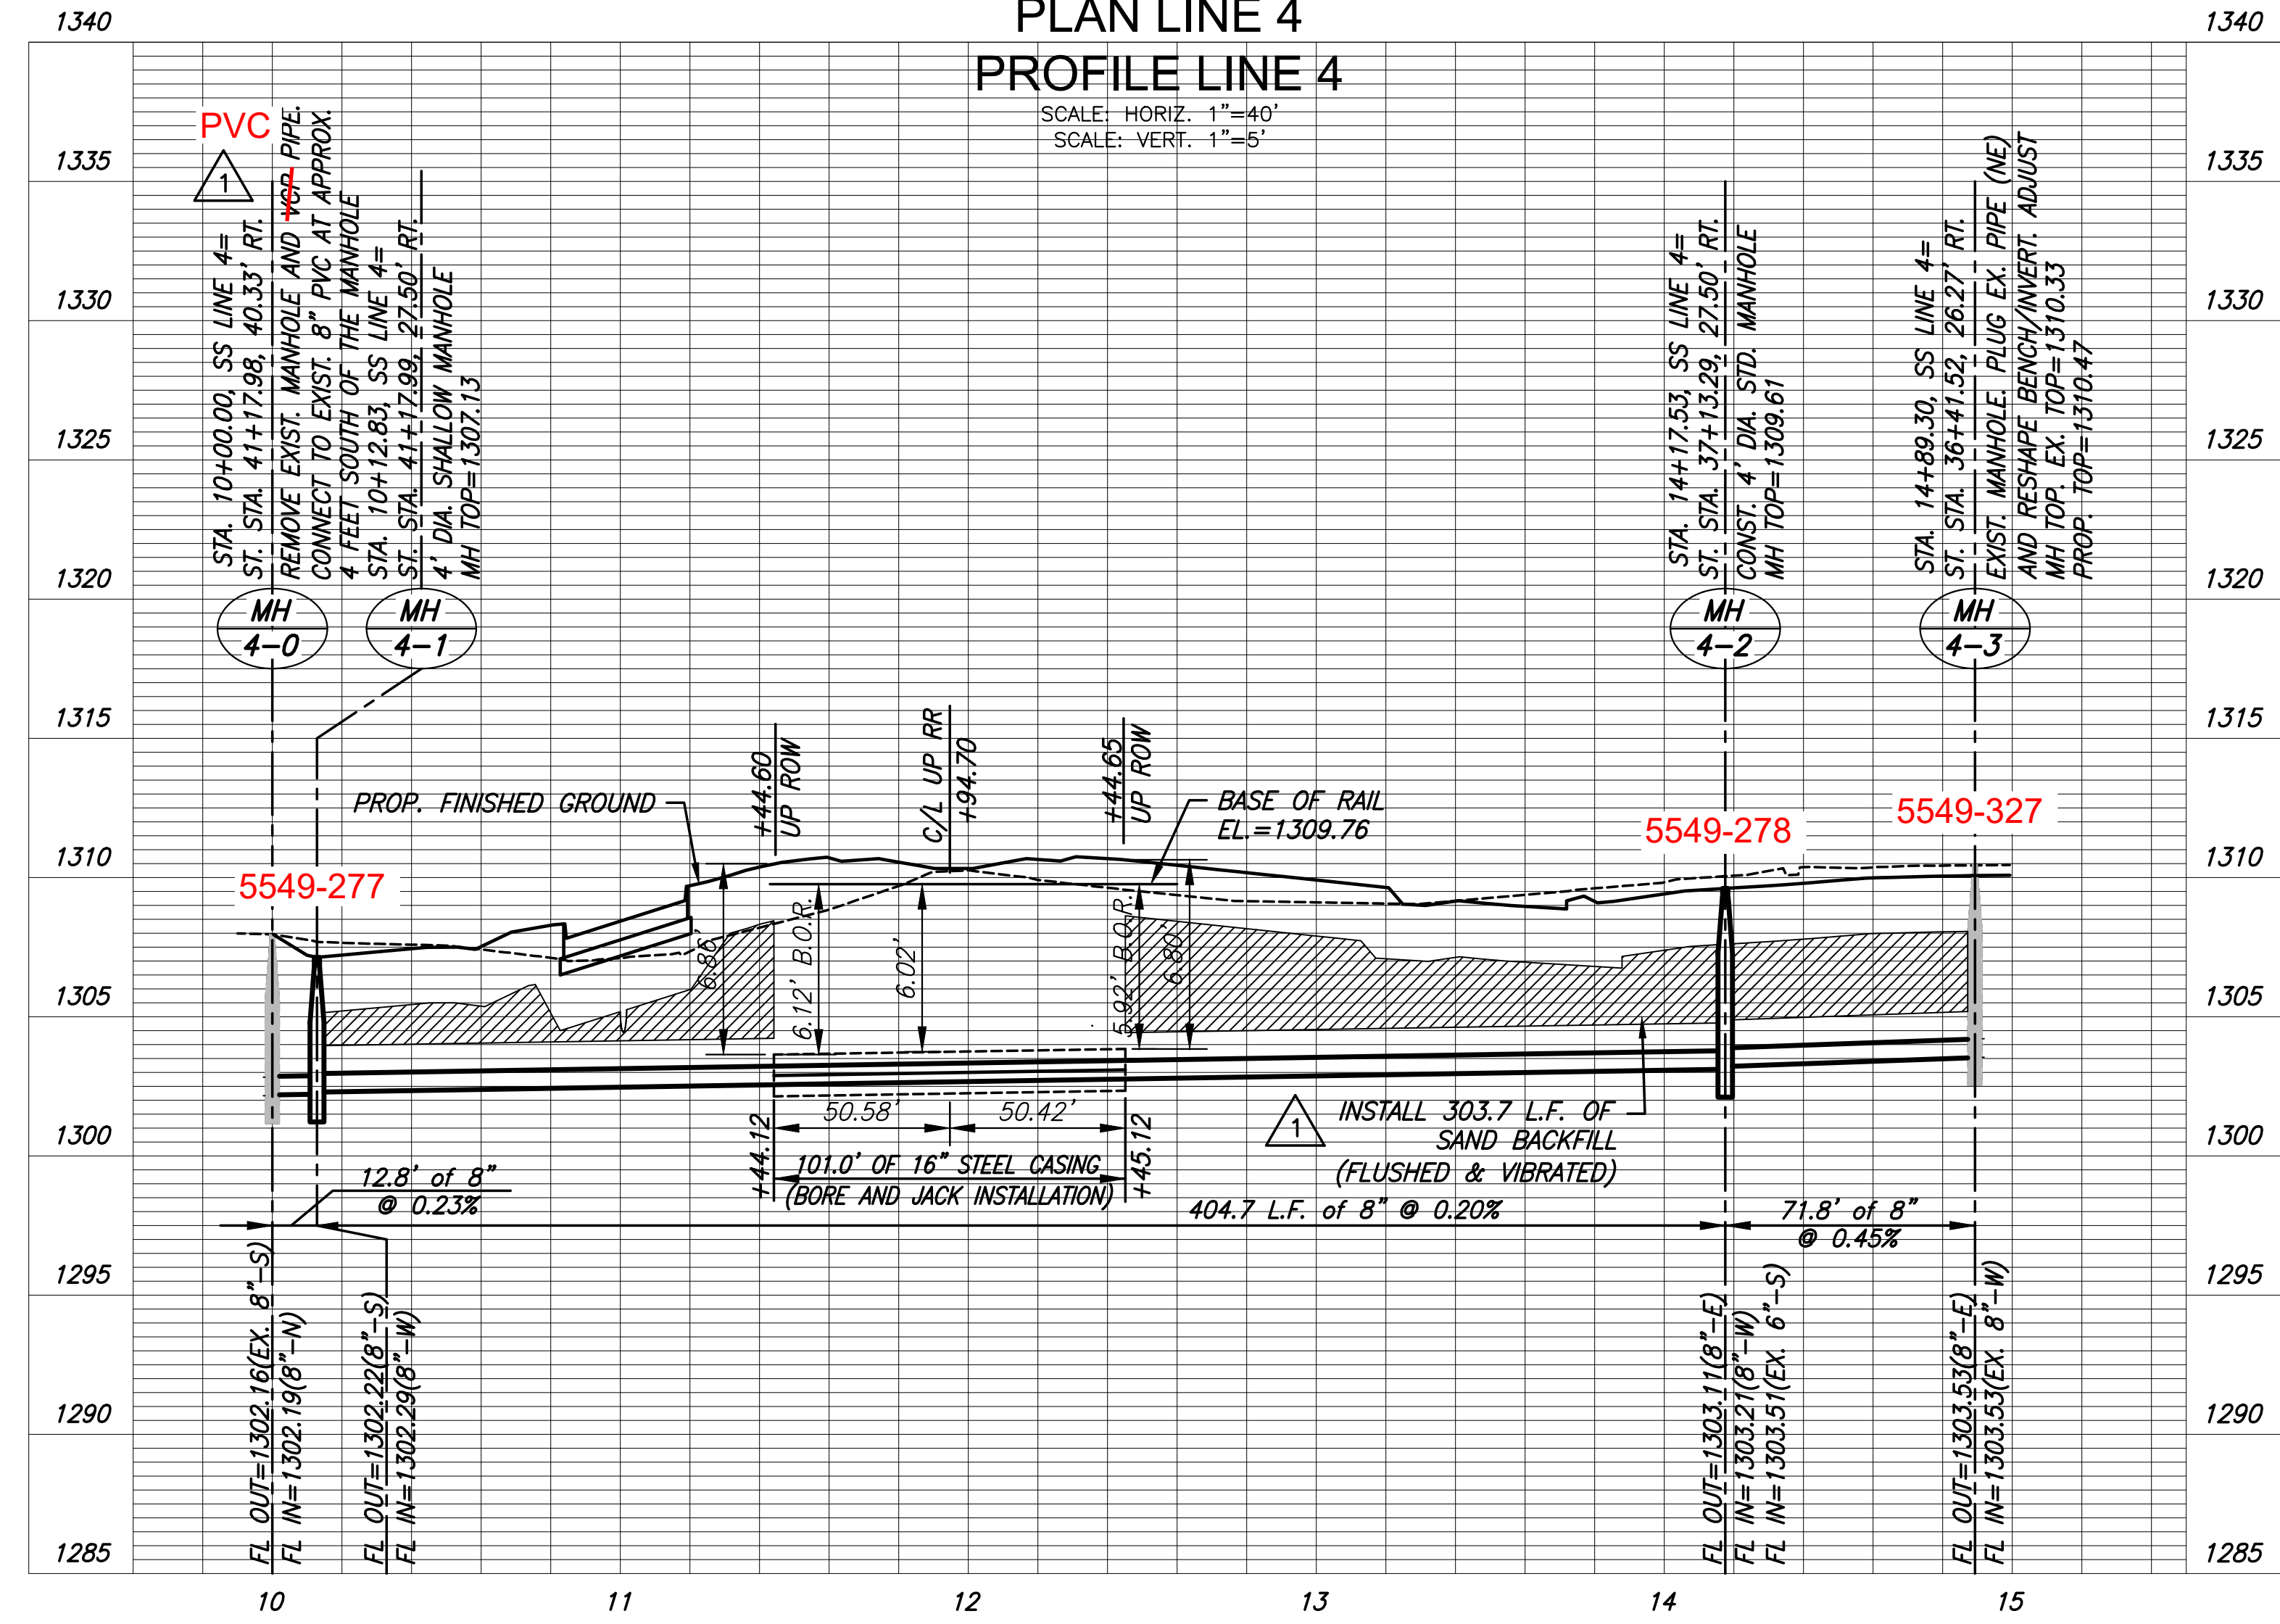 PLAN LINE 4
PROFILE LINE 4
SCALE: HORIZ. 1"=40'
SCALE: VERT. 1"=5'
1340
1335
1330
1325
1320
1315
1310
1305
1300
1295
1290
1285
1340
1335
1330
1325
1320
1315
1310
1305
1300
1295
1290
1285
PVC
1
STA. 10+00.00, SS LINE 4=
ST. STA. 41+17.98, 40.33' RT.
REMOVE EXIST. MANHOLE AND VCP PIPE.
CONNECT TO EXIST. 8" PVC AT APPROX.
4 FEET SOUTH OF THE MANHOLE
STA. 10+12.83, SS LINE 4=
ST. STA. 41+17.99, 27.50' RT.
4' DIA. SHALLOW MANHOLE
MH TOP=1307.13
STA. 14+17.53, SS LINE 4=
ST. STA. 37+13.29, 27.50' RT.
CONST. 4' DIA. STD. MANHOLE
MH TOP=1309.61
STA. 14+89.30, SS LINE 4=
ST. STA. 36+41.52, 26.27' RT.
EXIST. MANHOLE. PLUG EX. PIPE (NE)
AND RESHAPE BENCH/INVERT. ADJUST
MH TOP. EX. TOP=1310.33
PROP. TOP=1310.47
MH
4-0
MH
4-1
MH
4-2
MH
4-3
PROP. FINISHED GROUND
+44.60
UP ROW
C/L UP RR
+94.70
+44.65
UP ROW
BASE OF RAIL
EL.=1309.76
5549-277
5549-278
5549-327
6.86'
6.12' B.O.R.
6.02'
5.92' B.O.R.
6.80'
+44.12
50.58'
50.42'
+45.12
101.0' OF 16" STEEL CASING
(BORE AND JACK INSTALLATION)
1
INSTALL 303.7 L.F. OF
SAND BACKFILL
(FLUSHED & VIBRATED)
12.8' of 8"
@ 0.23%
404.7 L.F. of 8" @ 0.20%
71.8' of 8"
@ 0.45%
FL OUT=1302.16(EX. 8"-S)
FL IN=1302.19(8"-N)
FL OUT=1302.22(8"-S)
FL IN=1302.29(8"-W)
FL OUT=1303.11(8"-E)
FL IN=1303.21(8"-W)
FL IN=1303.51(EX. 6"-S)
FL OUT=1303.53(8"-E)
FL IN=1303.53(EX. 8"-W)
10
11
12
13
14
15